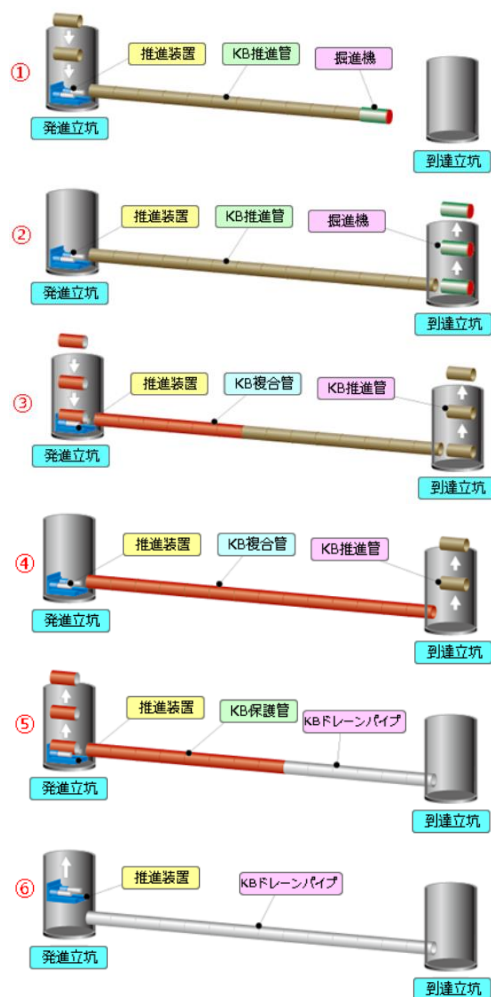 ①
推進装置
KB推進管
掘進機
発進立坑
到達立坑
②
推進装置
KB推進管
掘進機
発進立坑
到達立坑
③
推進装置
KB複合管
KB推進管
発進立坑
到達立坑
④
推進装置
KB複合管
KB推進管
発進立坑
到達立坑
⑤
推進装置
KB保護管
KBドレーンパイプ
発進立坑
到達立坑
⑥
推進装置
KBドレーンパイプ
発進立坑
到達立坑